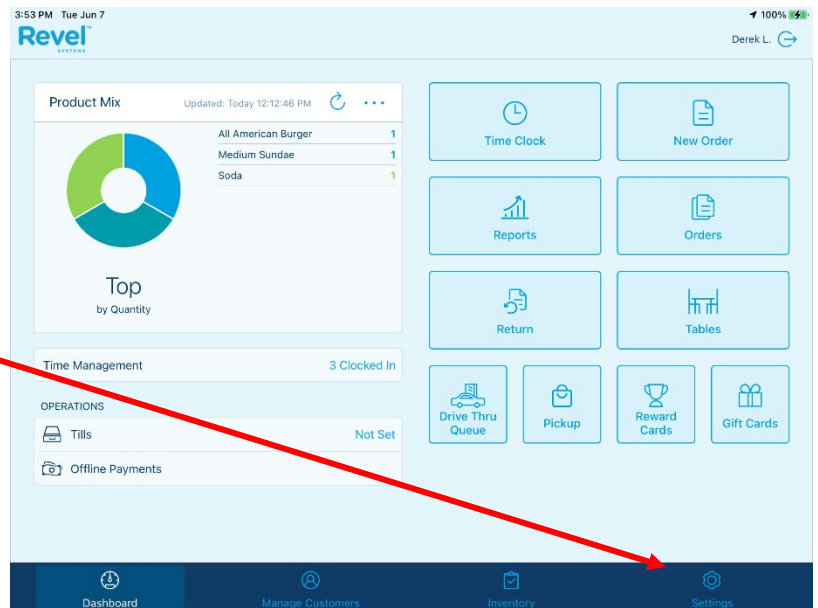 3:53 PM Tue Jun 7
100%
Revel
SYSTEMS
Derek L.
Product Mix
Updated: Today 12:12:46 PM
All American Burger 1
Medium Sundae 1
Soda 1
Top
by Quantity
Time Management
3 Clocked In
OPERATIONS
Tills
Not Set
Offline Payments
Time Clock
New Order
Reports
Orders
Return
Tables
Drive Thru
Queue
Pickup
Reward
Cards
Gift Cards
Dashboard
Manage Customers
Inventory
Settings